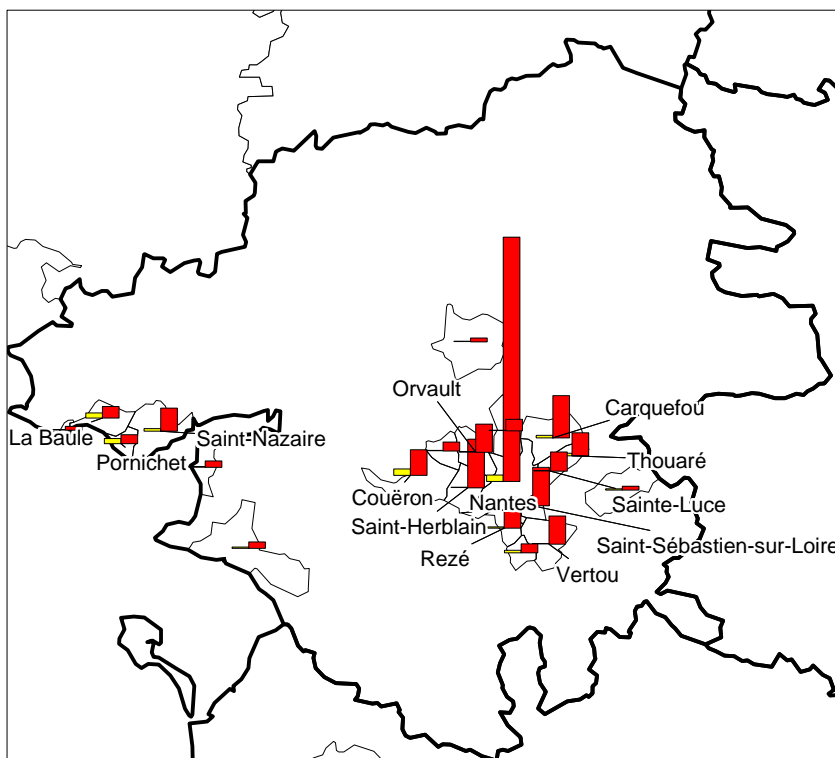 Orvault
Carquefou
La Baule
Saint-Nazaire
Pornichet
Thouaré
Couëron
Nantes
Sainte-Luce
Saint-Herblain
Saint-Sébastien-sur-Loire
Rezé
Vertou